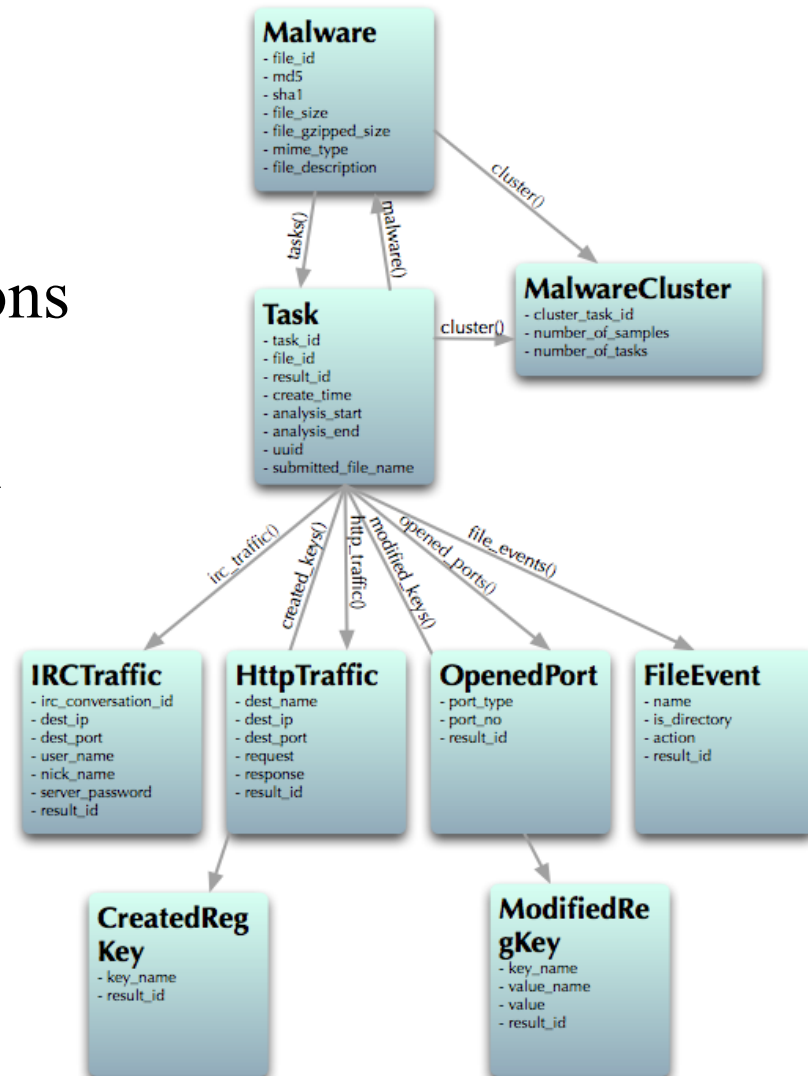 Malware
- file_id
- md5
- sha1
- file_size
- file_gzipped_size
- mime_type
- file_description
cluster()
tasks()
malware()
ons
MalwareCluster
- cluster_task_id
- number_of_samples
- number_of_tasks
Task
- task_id
- file_id
- result_id
- create_time
- analysis_start
- analysis_end
- uuid
- submitted_file_name
cluster()
irc_traffic()
created_keys()
http_traffic()
modified_keys()
opened_ports()
file_events()
IRCTraffic
- irc_conversation_id
- dest_ip
- dest_port
- user_name
- nick_name
- server_password
- result_id
HttpTraffic
- dest_name
- dest_ip
- dest_port
- request
- response
- result_id
OpenedPort
- port_type
- port_no
- result_id
FileEvent
- name
- is_directory
- action
- result_id
CreatedReg
Key
- key_name
- result_id
ModifiedRe
gKey
- key_name
- value_name
- value
- result_id